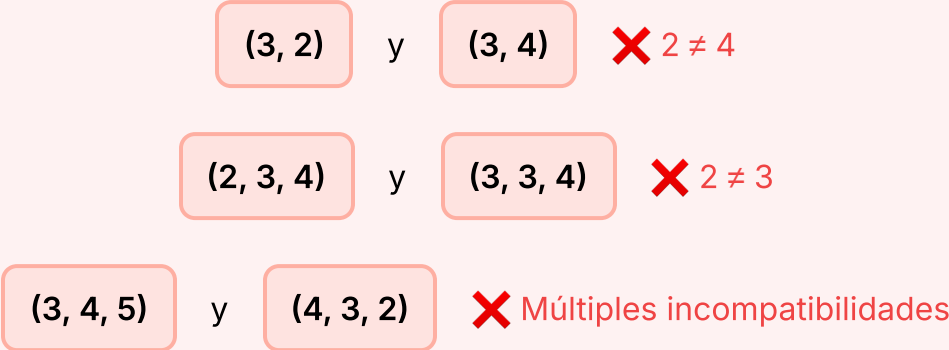 (3, 2) y (3, 4) ❌ 2 ≠ 4
(2, 3, 4) y (3, 3, 4) ❌ 2 ≠ 3
(3, 4, 5) y (4, 3, 2) ❌ Múltiples incompatibilidades